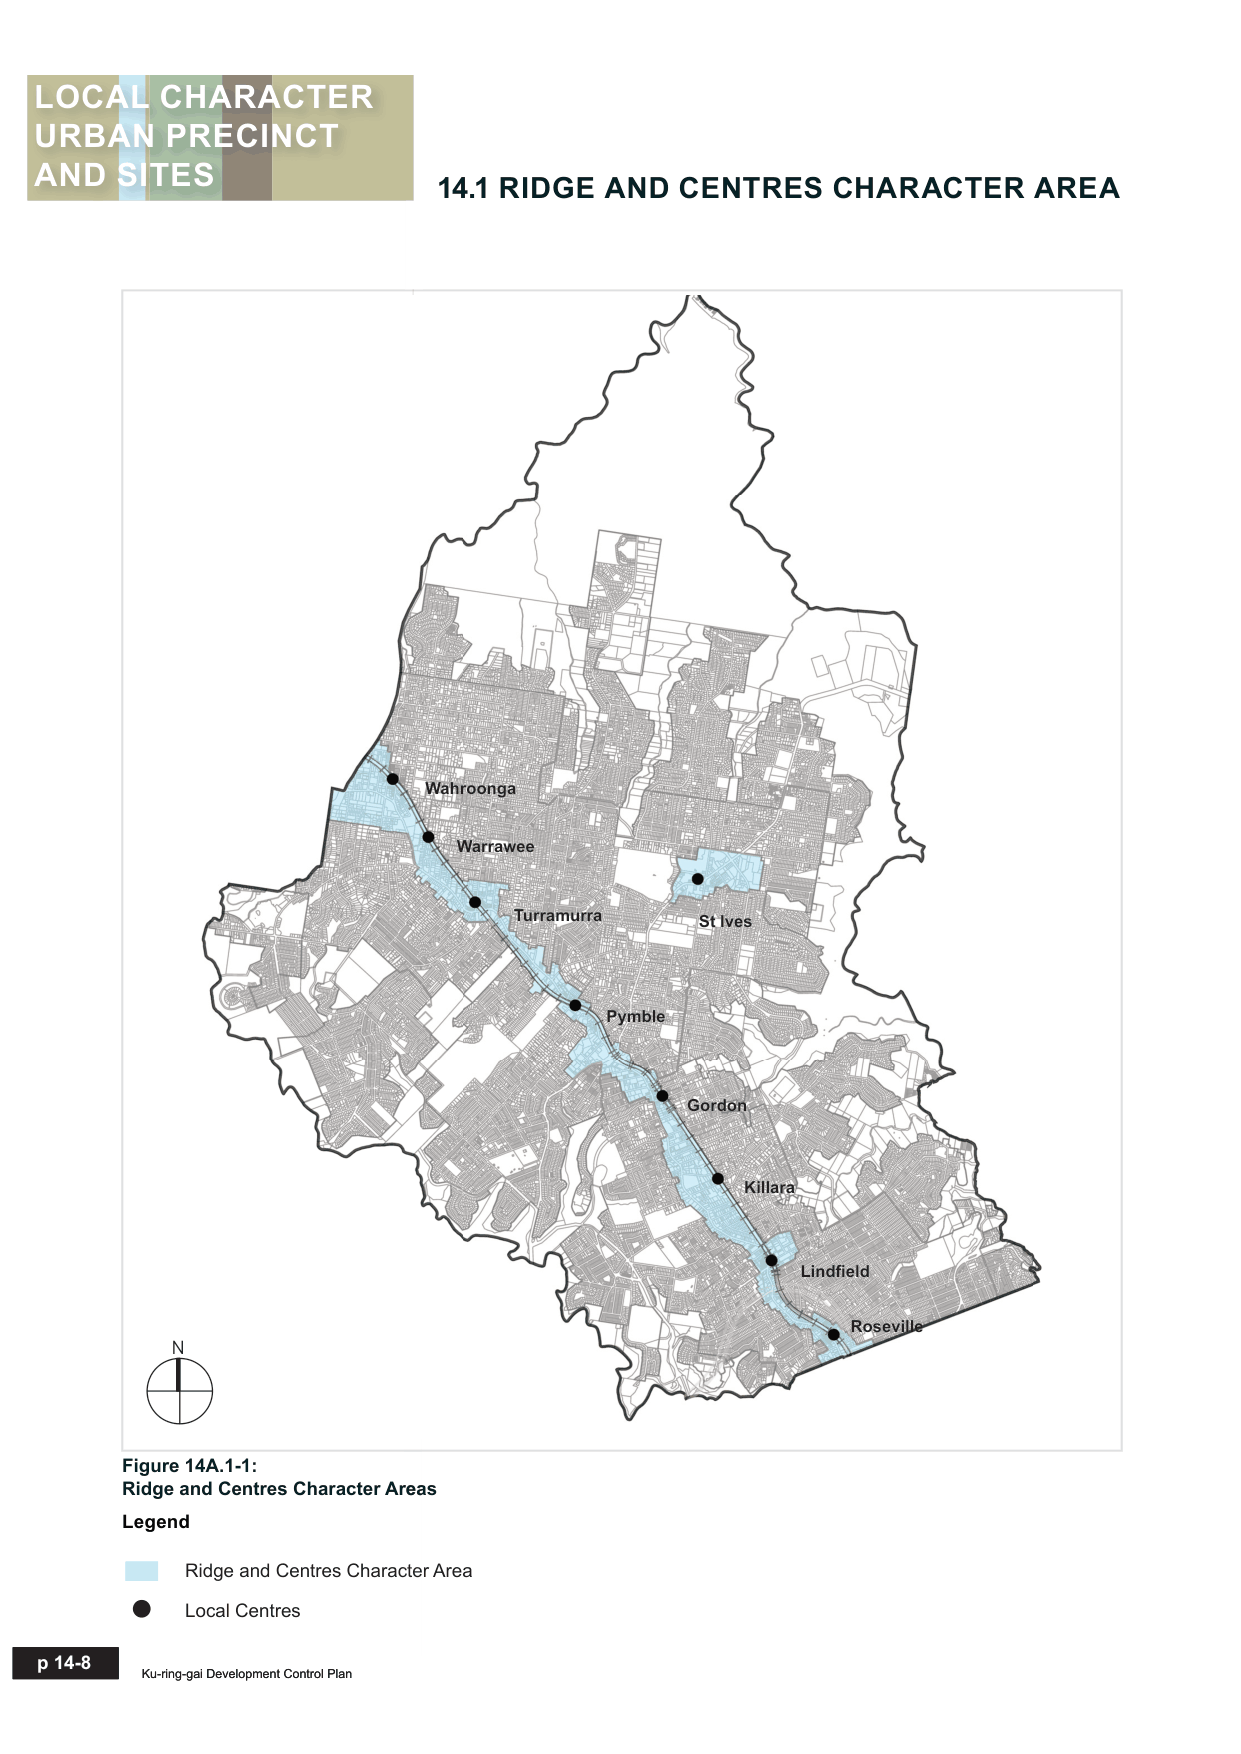 LOCAL CHARACTER
URBAN PRECINCT
AND SITES
14.1 RIDGE AND CENTRES CHARACTER AREA
Wahroonga
Warrawee
Turramurra
St Ives
Pymble
Gordon
Killara
Lindfield
Roseville
N
Figure 14A.1-1:
Ridge and Centres Character Areas
Legend
Ridge and Centres Character Area
Local Centres
p 14-8
Ku-ring-gai Development Control Plan